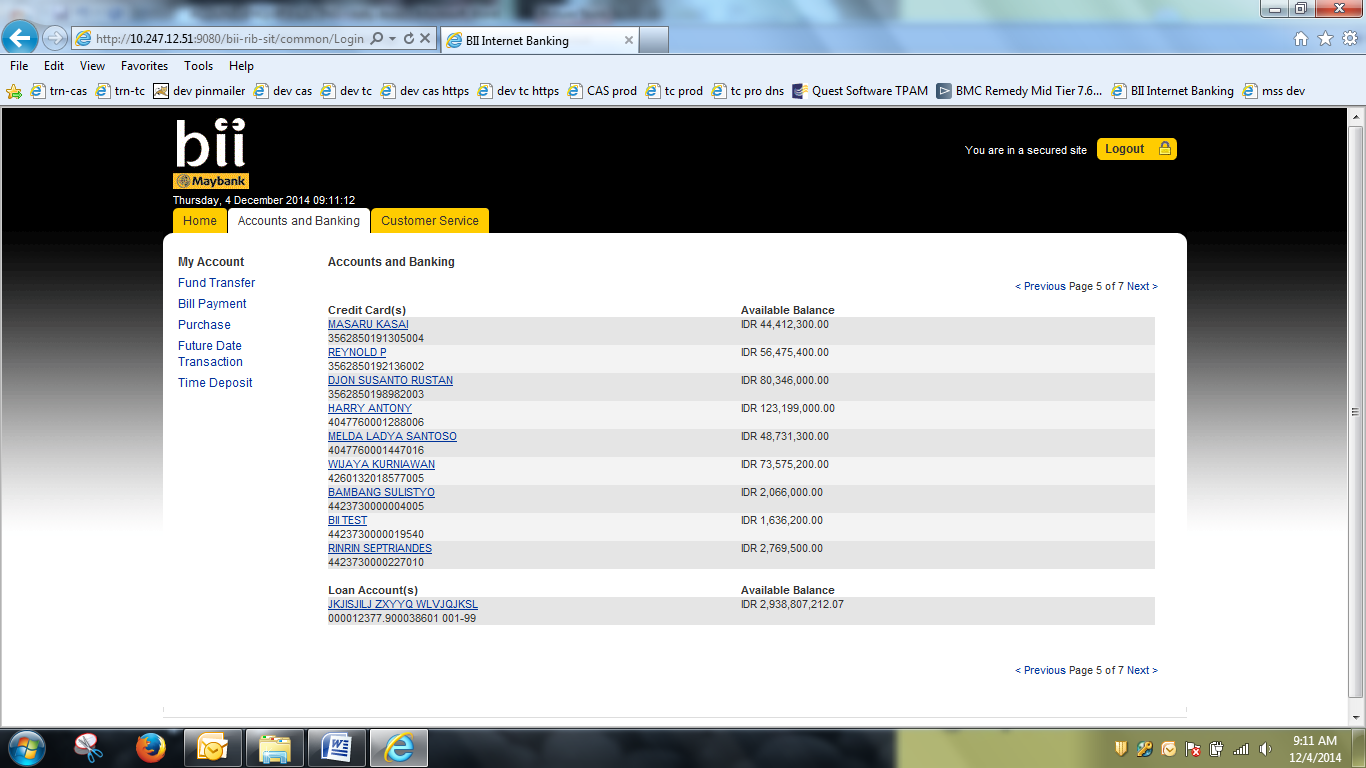 http://10.247.12.51:9080/bii-rib-sit/common/Login
BII Internet Banking
File Edit View Favorites Tools Help
trn-cas trn-tc dev pinmailer dev cas dev tc dev cas https dev tc https CAS prod tc prod tc pro dns Quest Software TPAM BMC Remedy Mid Tier 7.6... BII Internet Banking mss dev
bii
Maybank
You are in a secured site Logout
Thursday, 4 December 2014 09:11:12
Home Accounts and Banking Customer Service
My Account
Fund Transfer
Bill Payment
Purchase
Future Date
Transaction
Time Deposit
Accounts and Banking
< Previous Page 5 of 7 Next >
Credit Card(s) Available Balance
MASARU KASAI IDR 44,412,300.00
3562850191305004
REYNOLD P IDR 56,475,400.00
3562850192136002
DJON SUSANTO RUSTAN IDR 80,346,000.00
3562850198982003
HARRY ANTONY IDR 123,199,000.00
4047760001288006
MELDA LADYA SANTOSO IDR 48,731,300.00
4047760001447016
WIJAYA KURNIAWAN IDR 73,575,200.00
4260132018577005
BAMBANG SULISTYO IDR 2,066,000.00
4423730000004005
BII TEST IDR 1,636,200.00
4423730000019540
RINRIN SEPTRIANDES IDR 2,769,500.00
4423730000227010
Loan Account(s) Available Balance
JKJISJILJ ZXYYQ WLVJQJKSL IDR 2,938,807,212.07
000012377.900038601 001-99
< Previous Page 5 of 7 Next >
9:11 AM
12/4/2014